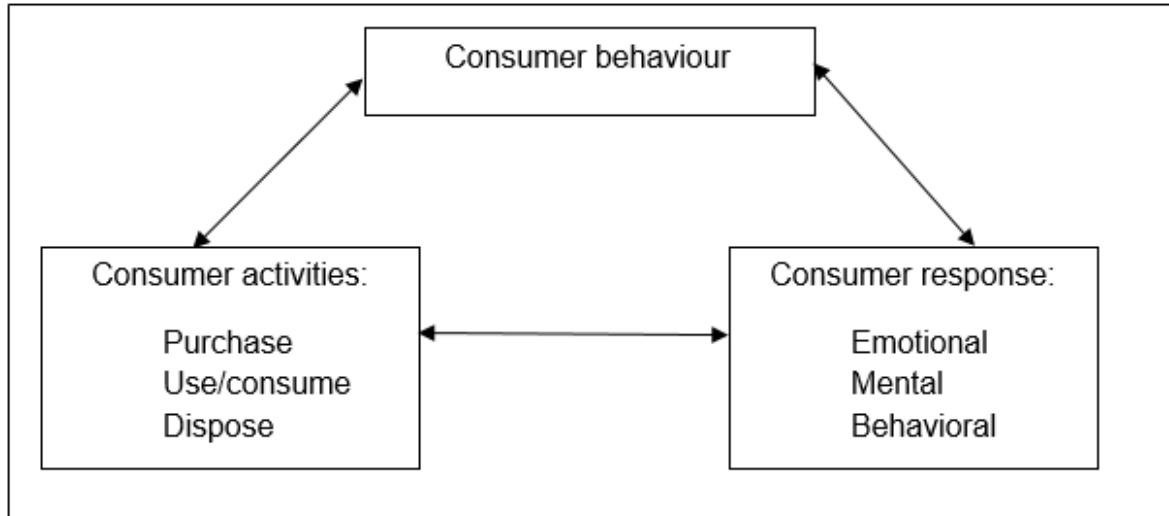 Consumer behaviour
Consumer activities:
Purchase
Use/consume
Dispose
Consumer response:
Emotional
Mental
Behavioral